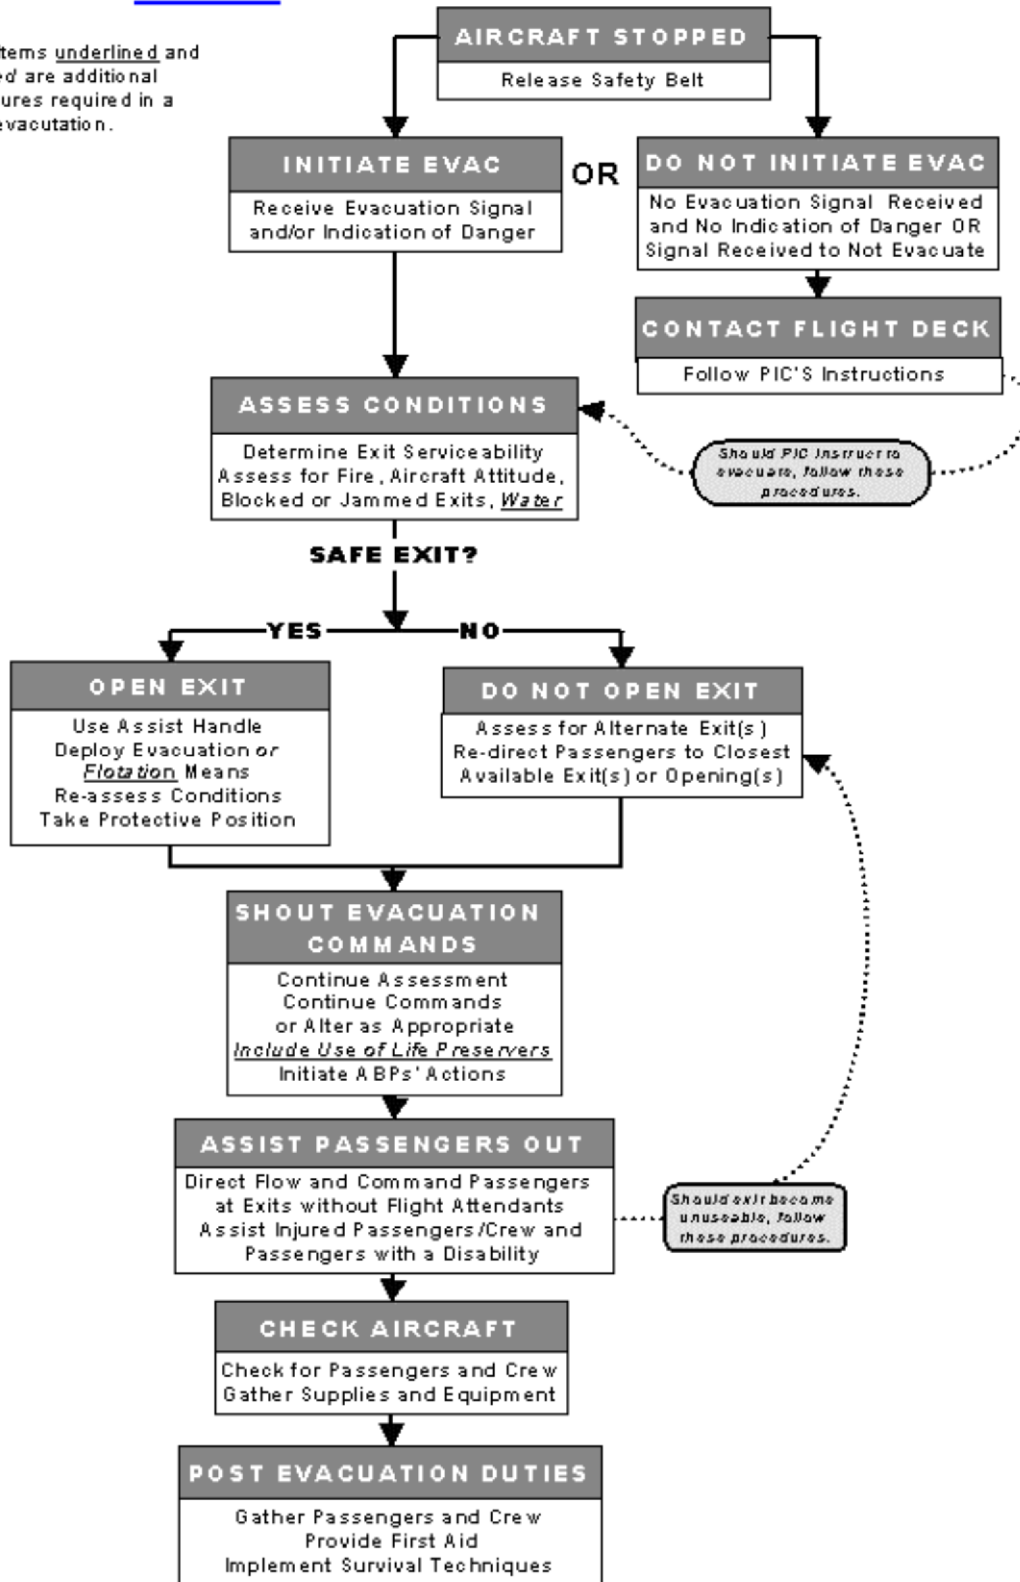 tems underlined and
ed are additional
ures required in a
evacutation.
AIRCRAFT STOPPED
Release Safety Belt
INITIATE EVAC
Receive Evacuation Signal
and/or Indication of Danger
OR
DO NOT INITIATE EVAC
No Evacuation Signal Received
and No Indication of Danger OR
Signal Received to Not Evacuate
CONTACT FLIGHT DECK
Follow PIC'S Instructions
ASSESS CONDITIONS
Determine Exit Serviceability
Assess for Fire, Aircraft Attitude,
Blocked or Jammed Exits, Water
Should PIC instruct to
evacuate, follow these
procedures.
SAFE EXIT?
YES
NO
OPEN EXIT
Use Assist Handle
Deploy Evacuation or
Flotation Means
Re-assess Conditions
Take Protective Position
DO NOT OPEN EXIT
Assess for Alternate Exit(s)
Re-direct Passengers to Closest
Available Exit(s) or Opening(s)
SHOUT EVACUATION
COMMANDS
Continue Assessment
Continue Commands
or Alter as Appropriate
Include Use of Life Preservers
Initiate ABPs' Actions
ASSIST PASSENGERS OUT
Direct Flow and Command Passengers
at Exits without Flight Attendants
Assist Injured Passengers/Crew and
Passengers with a Disability
Should exit become
unuseable, follow
these procedures.
CHECK AIRCRAFT
Check for Passengers and Crew
Gather Supplies and Equipment
POST EVACUATION DUTIES
Gather Passengers and Crew
Provide First Aid
Implement Survival Techniques